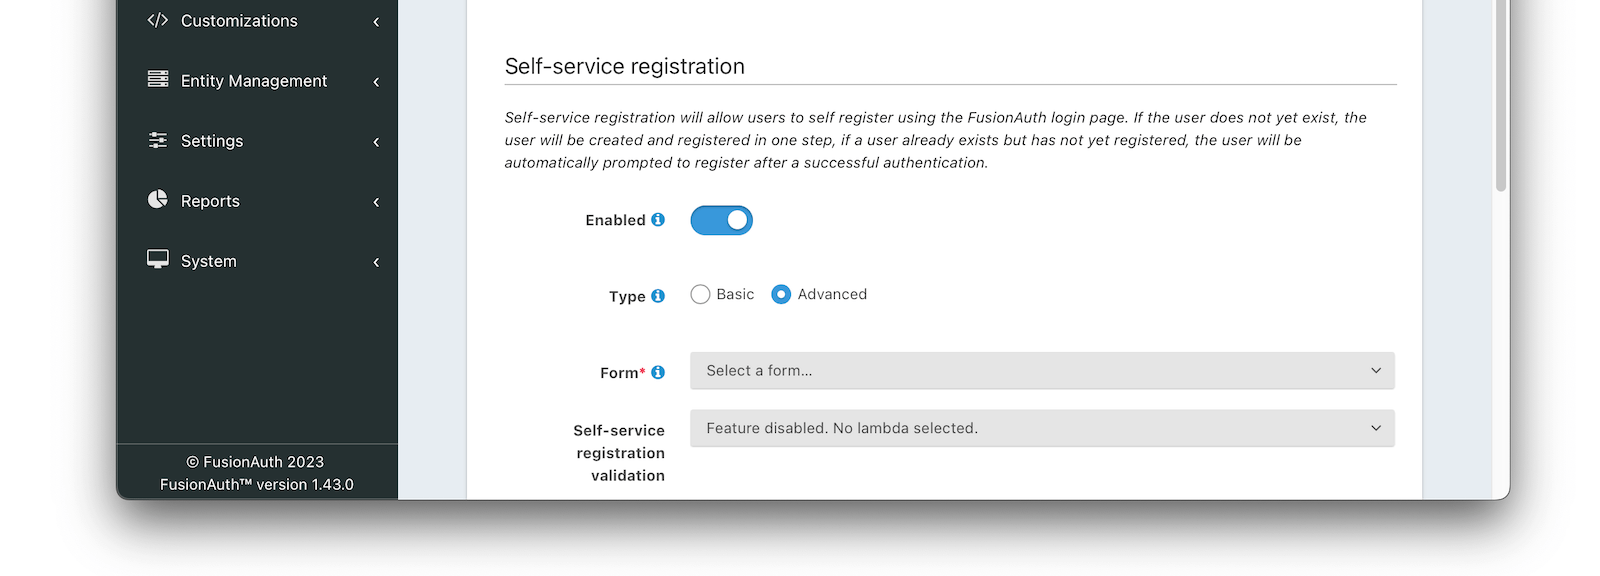 Customizations
Entity Management
Settings
Reports
System
© FusionAuth 2023
FusionAuth™ version 1.43.0
Self-service registration
Self-service registration will allow users to self register using the FusionAuth login page. If the user does not yet exist, the
user will be created and registered in one step, if a user already exists but has not yet registered, the user will be
automatically prompted to register after a successful authentication.
Enabled
Type Basic Advanced
Form* Select a form...
Self-service Feature disabled. No lambda selected.
registration
validation